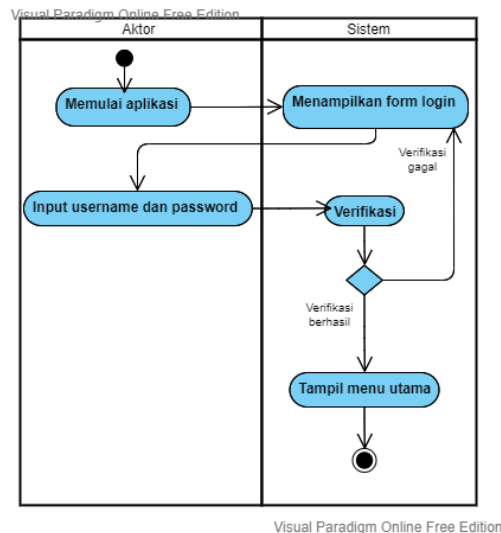 Visual Paradigm Online Free Edition
Aktor
Sistem
Memulai aplikasi
Menampilkan form login
Verifikasi
gagal
Input username dan password
Verifikasi
Verifikasi
berhasil
Tampil menu utama
Visual Paradigm Online Free Edition